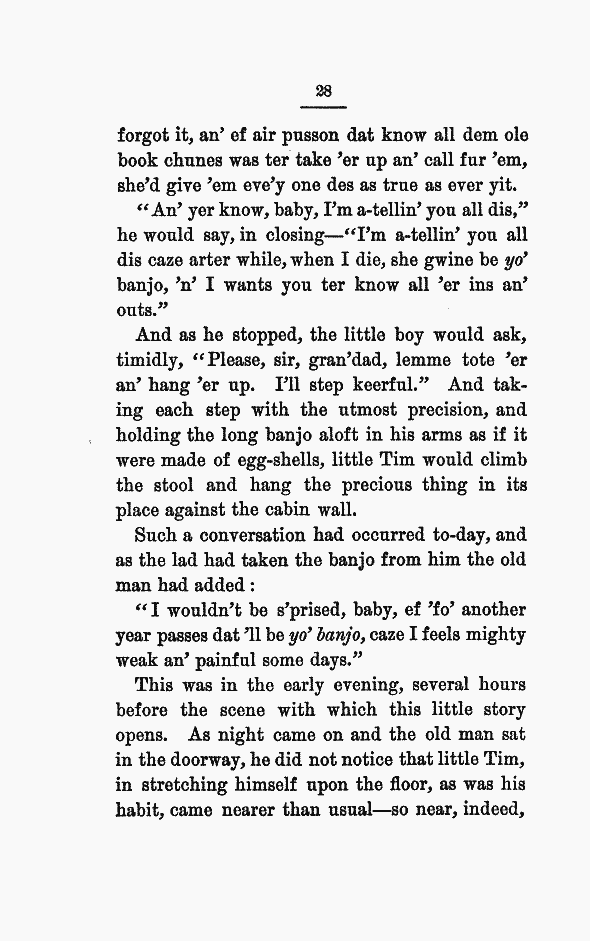 28
forgot it, an’ ef air pusson dat know all dem ole
book chunes was ter take ’er up an’ call fur ’em,
she’d give ’em eve’y one des as true as ever yit.
“An’ yer know, baby, I’m a-tellin’ you all dis,”
he would say, in closing—“I’m a-tellin’ you all
dis caze arter while, when I die, she gwine be yo’
banjo, ’n’ I wants you ter know all ’er ins an’
outs.”
And as he stopped, the little boy would ask,
timidly, “Please, sir, gran’dad, lemme tote ’er
an’ hang ’er up. I’ll step keerful.” And tak-
ing each step with the utmost precision, and
holding the long banjo aloft in his arms as if it
were made of egg-shells, little Tim would climb
the stool and hang the precious thing in its
place against the cabin wall.
Such a conversation had occurred to-day, and
as the lad had taken the banjo from him the old
man had added:
“I wouldn’t be s’prised, baby, ef ’fo’ another
year passes dat ’ll be yo’ banjo, caze I feels mighty
weak an’ painful some days.”
This was in the early evening, several hours
before the scene with which this little story
opens. As night came on and the old man sat
in the doorway, he did not notice that little Tim,
in stretching himself upon the floor, as was his
habit, came nearer than usual—so near, indeed,